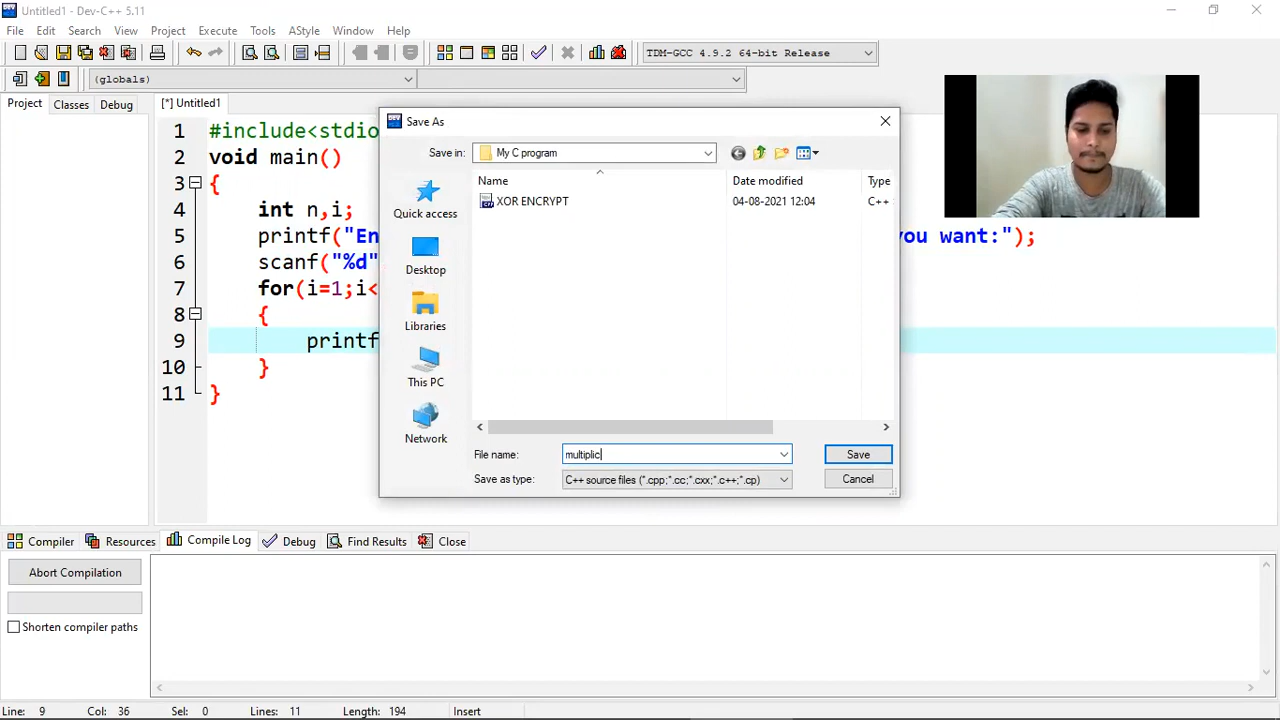 Untitled1 - Dev-C++ 5.11
File Edit Search View Project Execute Tools AStyle Window Help
TDM-GCC 4.9.2 64-bit Release
(globals)
Project Classes Debug [*] Untitled1
1 #include<stdio
2 void main()
3 {
4 int n,i;
5 printf("En you want:");
6 scanf("%d"
7 for(i=1;i<
8 {
9 printf
10 }
11 }
Save As
Save in: My C program
Name Date modified Type
XOR ENCRYPT 04-08-2021 12:04 C++
Quick access
Desktop
Libraries
This PC
Network
File name: multiplic
Save
Save as type: C++ source files (*.cpp;*.cc;*.cxx;*.c++;*.cp)
Cancel
Compiler Resources Compile Log Debug Find Results Close
Abort Compilation
Shorten compiler paths
Line: 9 Col: 36 Sel: 0 Lines: 11 Length: 194 Insert